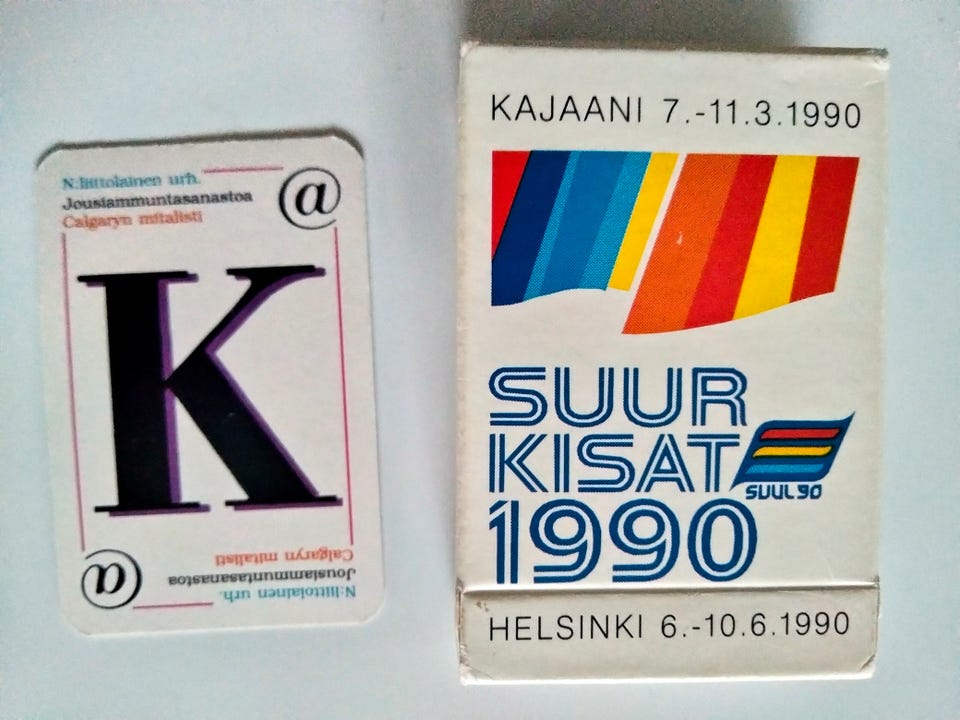 N:liittolainen urh.
Jousiammuntasanastoa
Calgaryn mitalisti
@
K
@
Calgaryn mitalisti
Jousiammuntasanastoa
N:liittolainen urh.
KAJAANI 7.-11.3.1990
SUUR
KISAT
SUUL 90
1990
HELSINKI 6.-10.6.1990